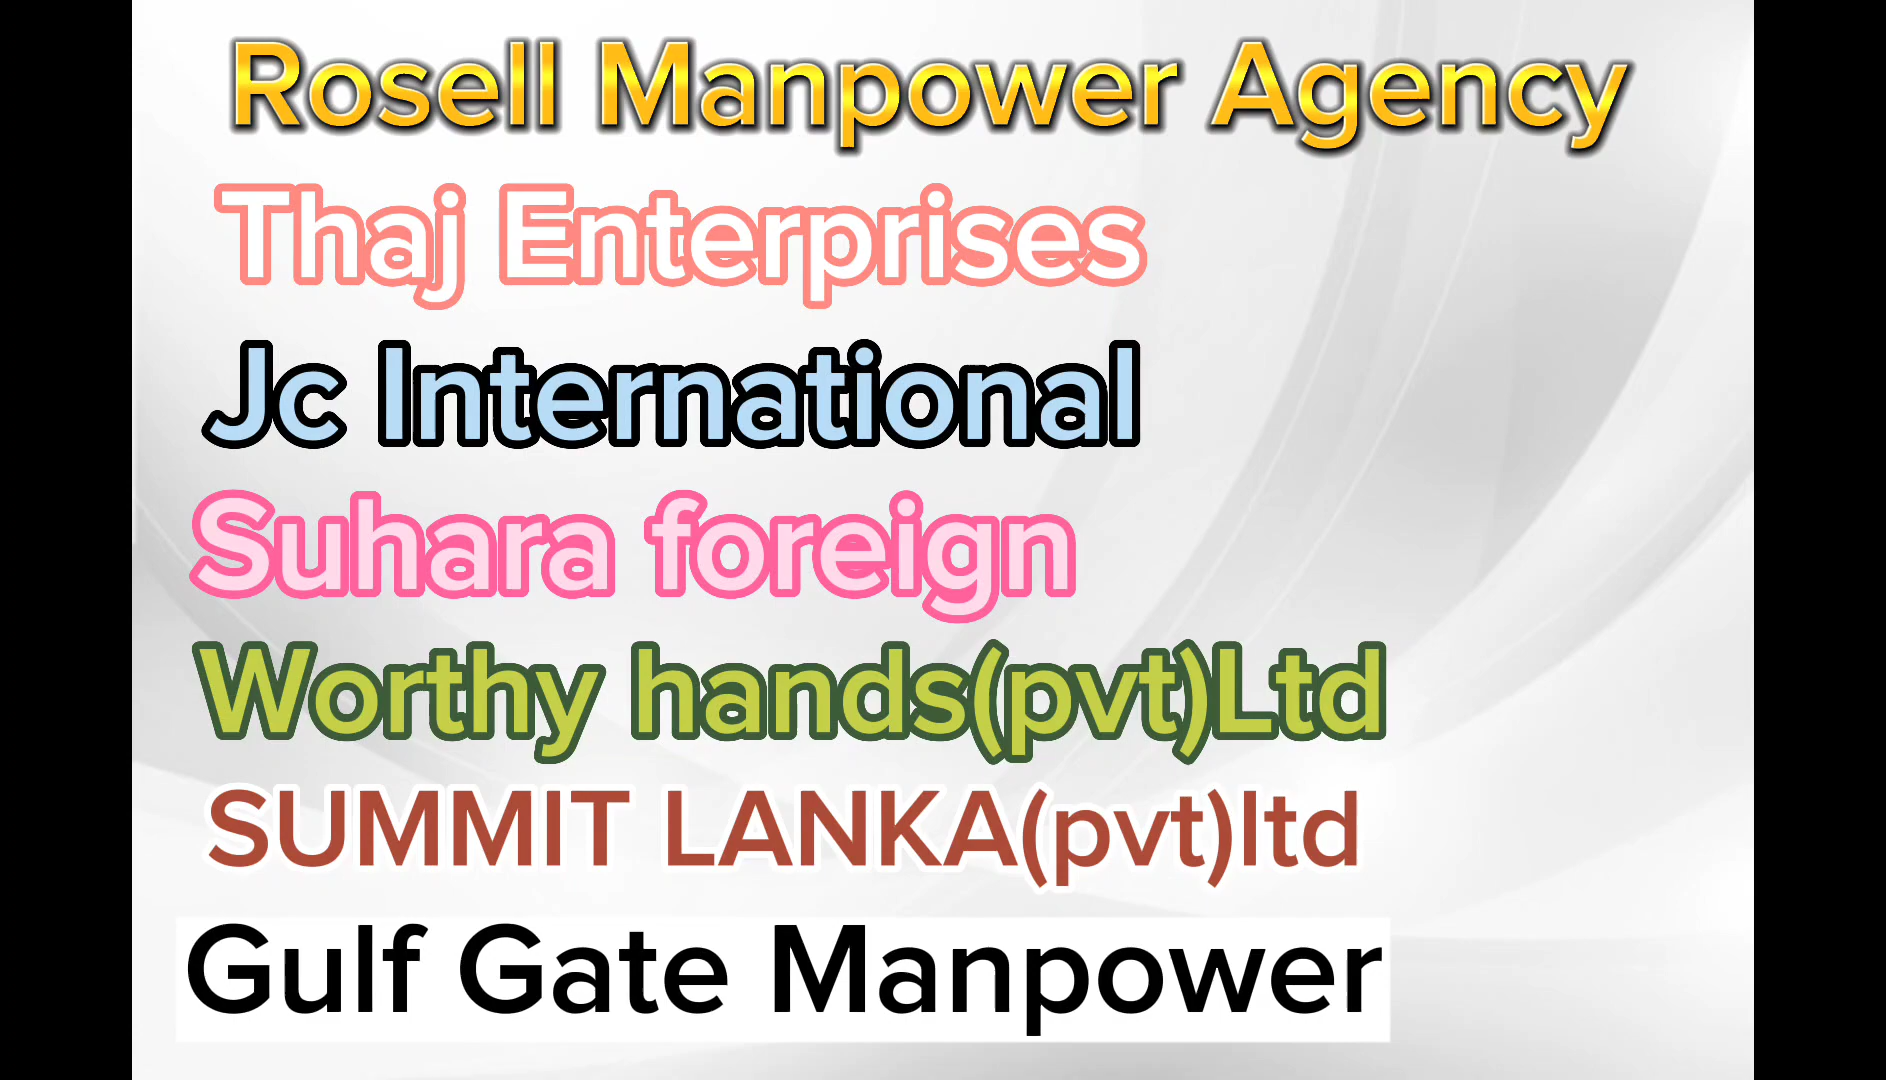 Rosell Manpower Agency
Thaj Enterprises
Jc International
Suhara foreign
Worthy hands(pvt)Ltd
SUMMIT LANKA(pvt)ltd
Gulf Gate Manpower